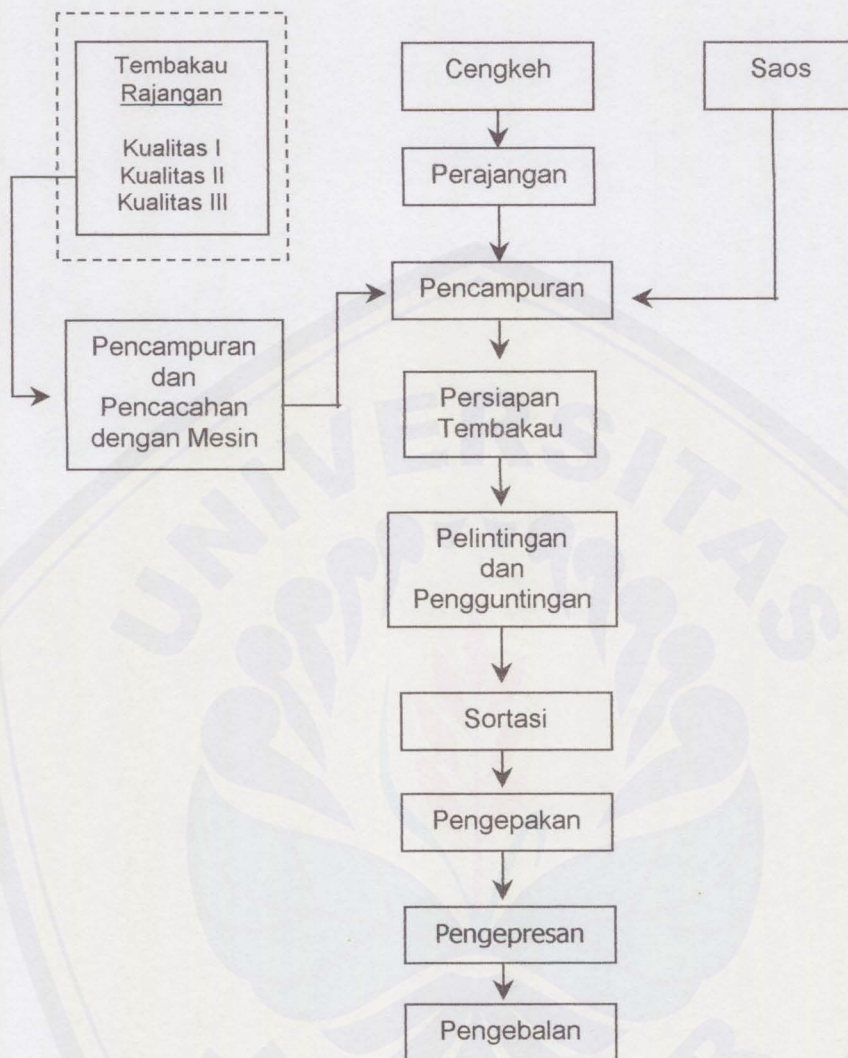 Tembakau
Rajangan
Kualitas I
Kualitas II
Kualitas III
Cengkeh
Saos
Perajangan
Pencampuran
Pencampuran
dan
Pencacahan
dengan Mesin
Persiapan
Tembakau
Pelintingan
dan
Pengguntingan
Sortasi
Pengepakan
Pengepresan
Pengebalan
UNIVERSITAS